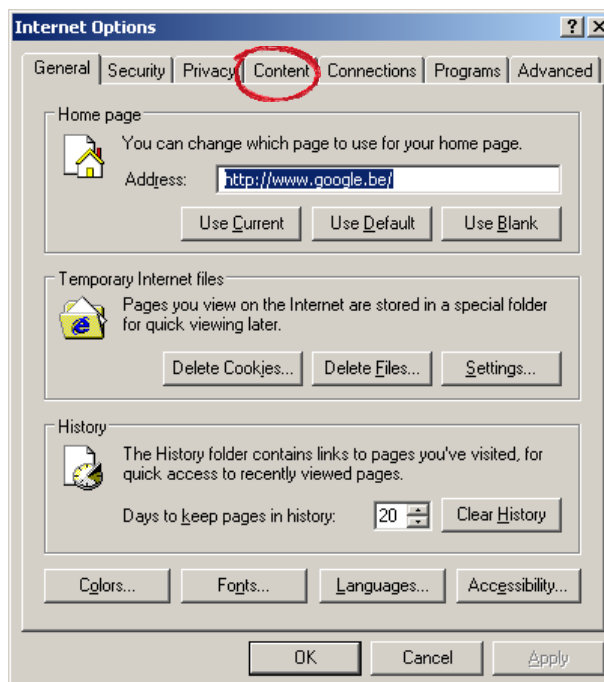 Internet Options
General Security Privacy Content Connections Programs Advanced
Home page
You can change which page to use for your home page.
Address: http://www.google.be/
Use Current Use Default Use Blank
Temporary Internet files
Pages you view on the Internet are stored in a special folder
for quick viewing later.
Delete Cookies... Delete Files... Settings...
History
The History folder contains links to pages you've visited, for
quick access to recently viewed pages.
Days to keep pages in history: 20 Clear History
Colors... Fonts... Languages... Accessibility...
OK Cancel Apply